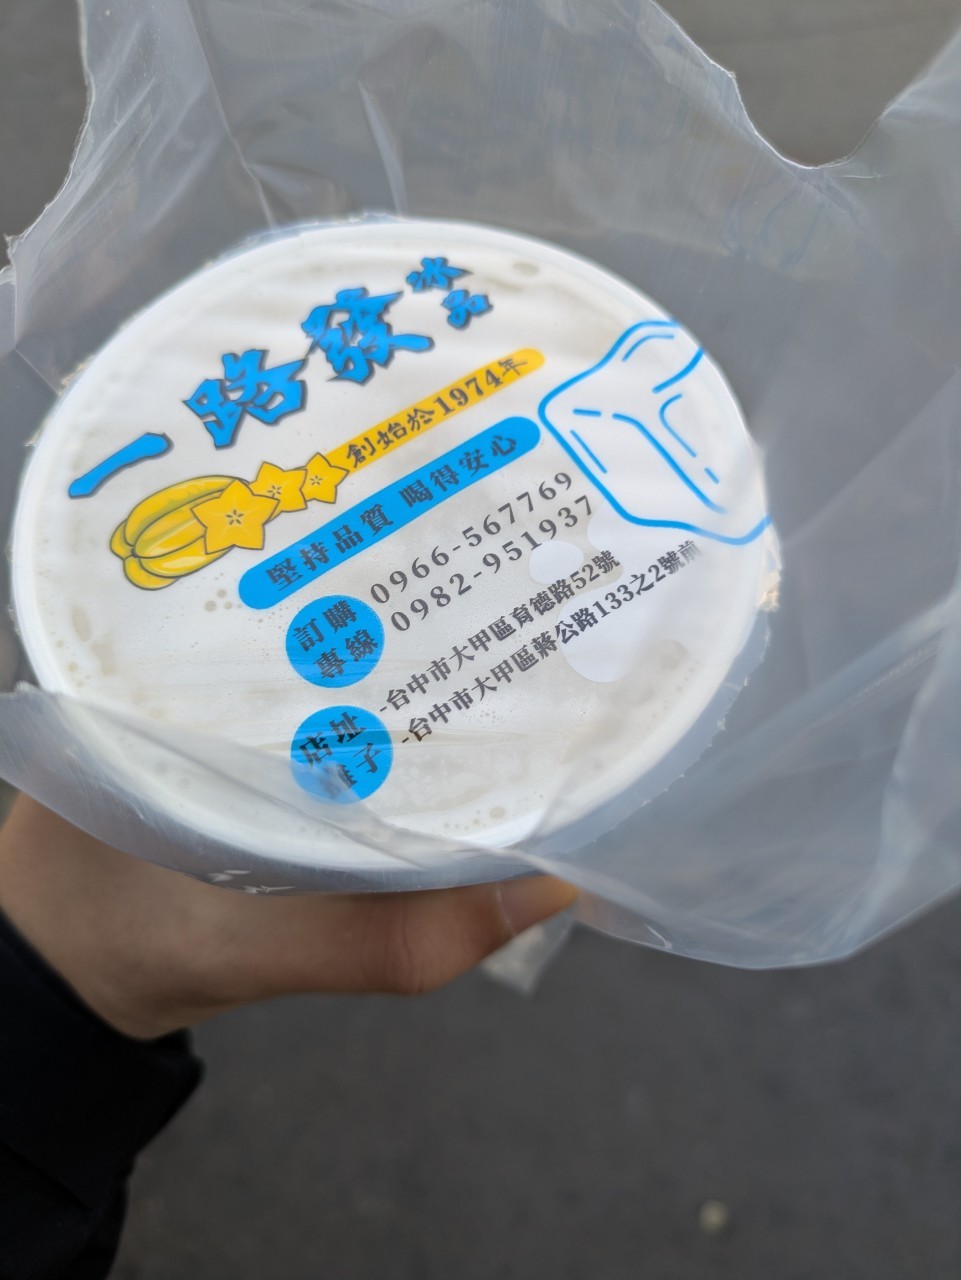 一路發冰品
創始於1974年
堅持品質 喝得安心
訂購專線
0966-567769
0982-951937
店址
攤子
-台中市大甲區育德路52號
-台中市大甲區蔣公路133之2號前